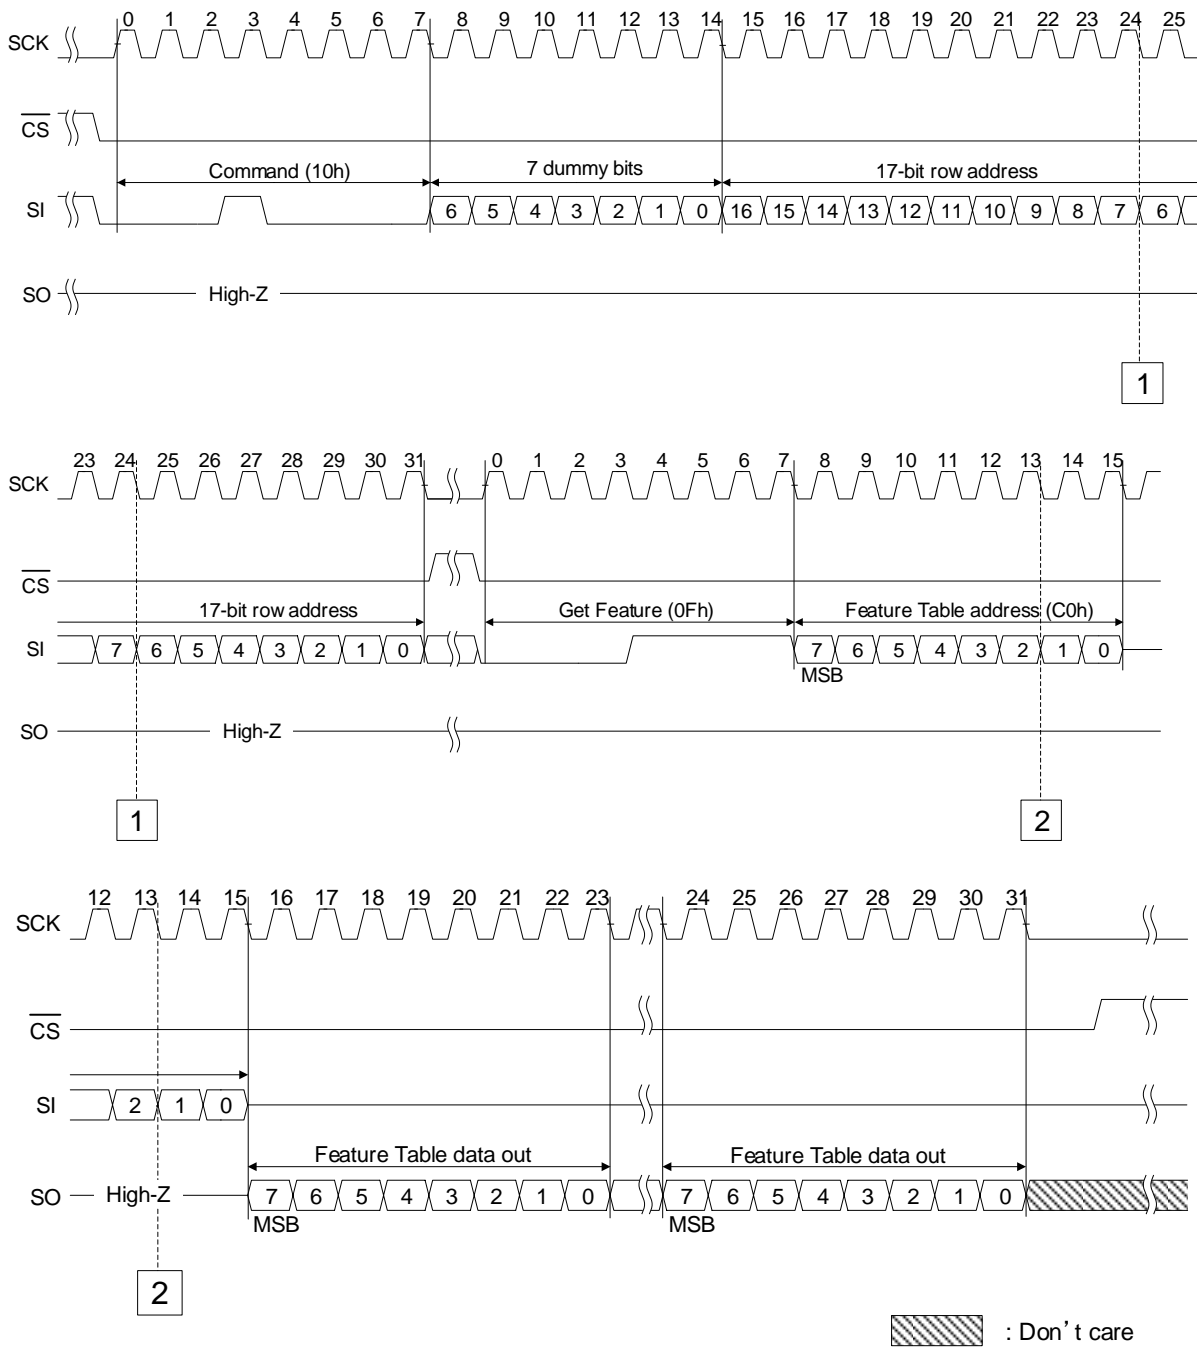 0 1 2 3 4 5 6 7 8 9 10 11 12 13 14 15 16 17 18 19 20 21 22 23 24 25
SCK
CS
Command (10h) 7 dummy bits 17-bit row address
SI 6 5 4 3 2 1 0 16 15 14 13 12 11 10 9 8 7 6
SO High-Z
1
23 24 25 26 27 28 29 30 31 0 1 2 3 4 5 6 7 8 9 10 11 12 13 14 15
SCK
CS
17-bit row address Get Feature (0Fh) Feature Table address (C0h)
SI 7 6 5 4 3 2 1 0 7 6 5 4 3 2 1 0
MSB
SO High-Z
1 2
12 13 14 15 16 17 18 19 20 21 22 23 24 25 26 27 28 29 30 31
SCK
CS
SI 2 1 0
Feature Table data out Feature Table data out
SO High-Z 7 6 5 4 3 2 1 0 7 6 5 4 3 2 1 0
MSB MSB
2
: Don't care